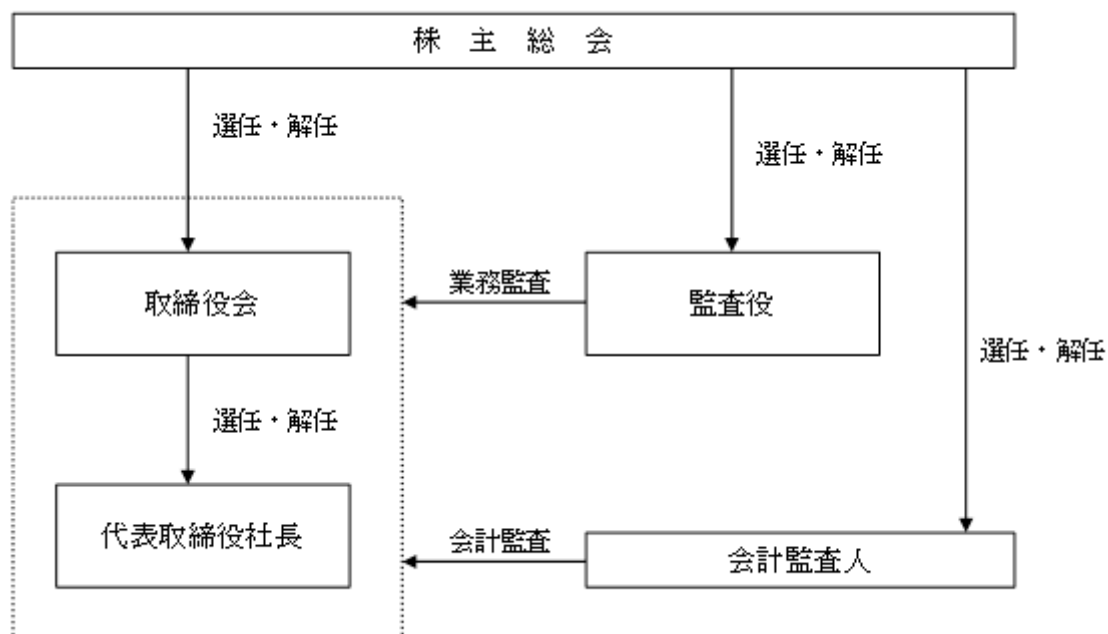 株主総会
選任・解任
選任・解任
取締役会
業務監査
監査役
選任・解任
選任・解任
代表取締役社長
会計監査
会計監査人